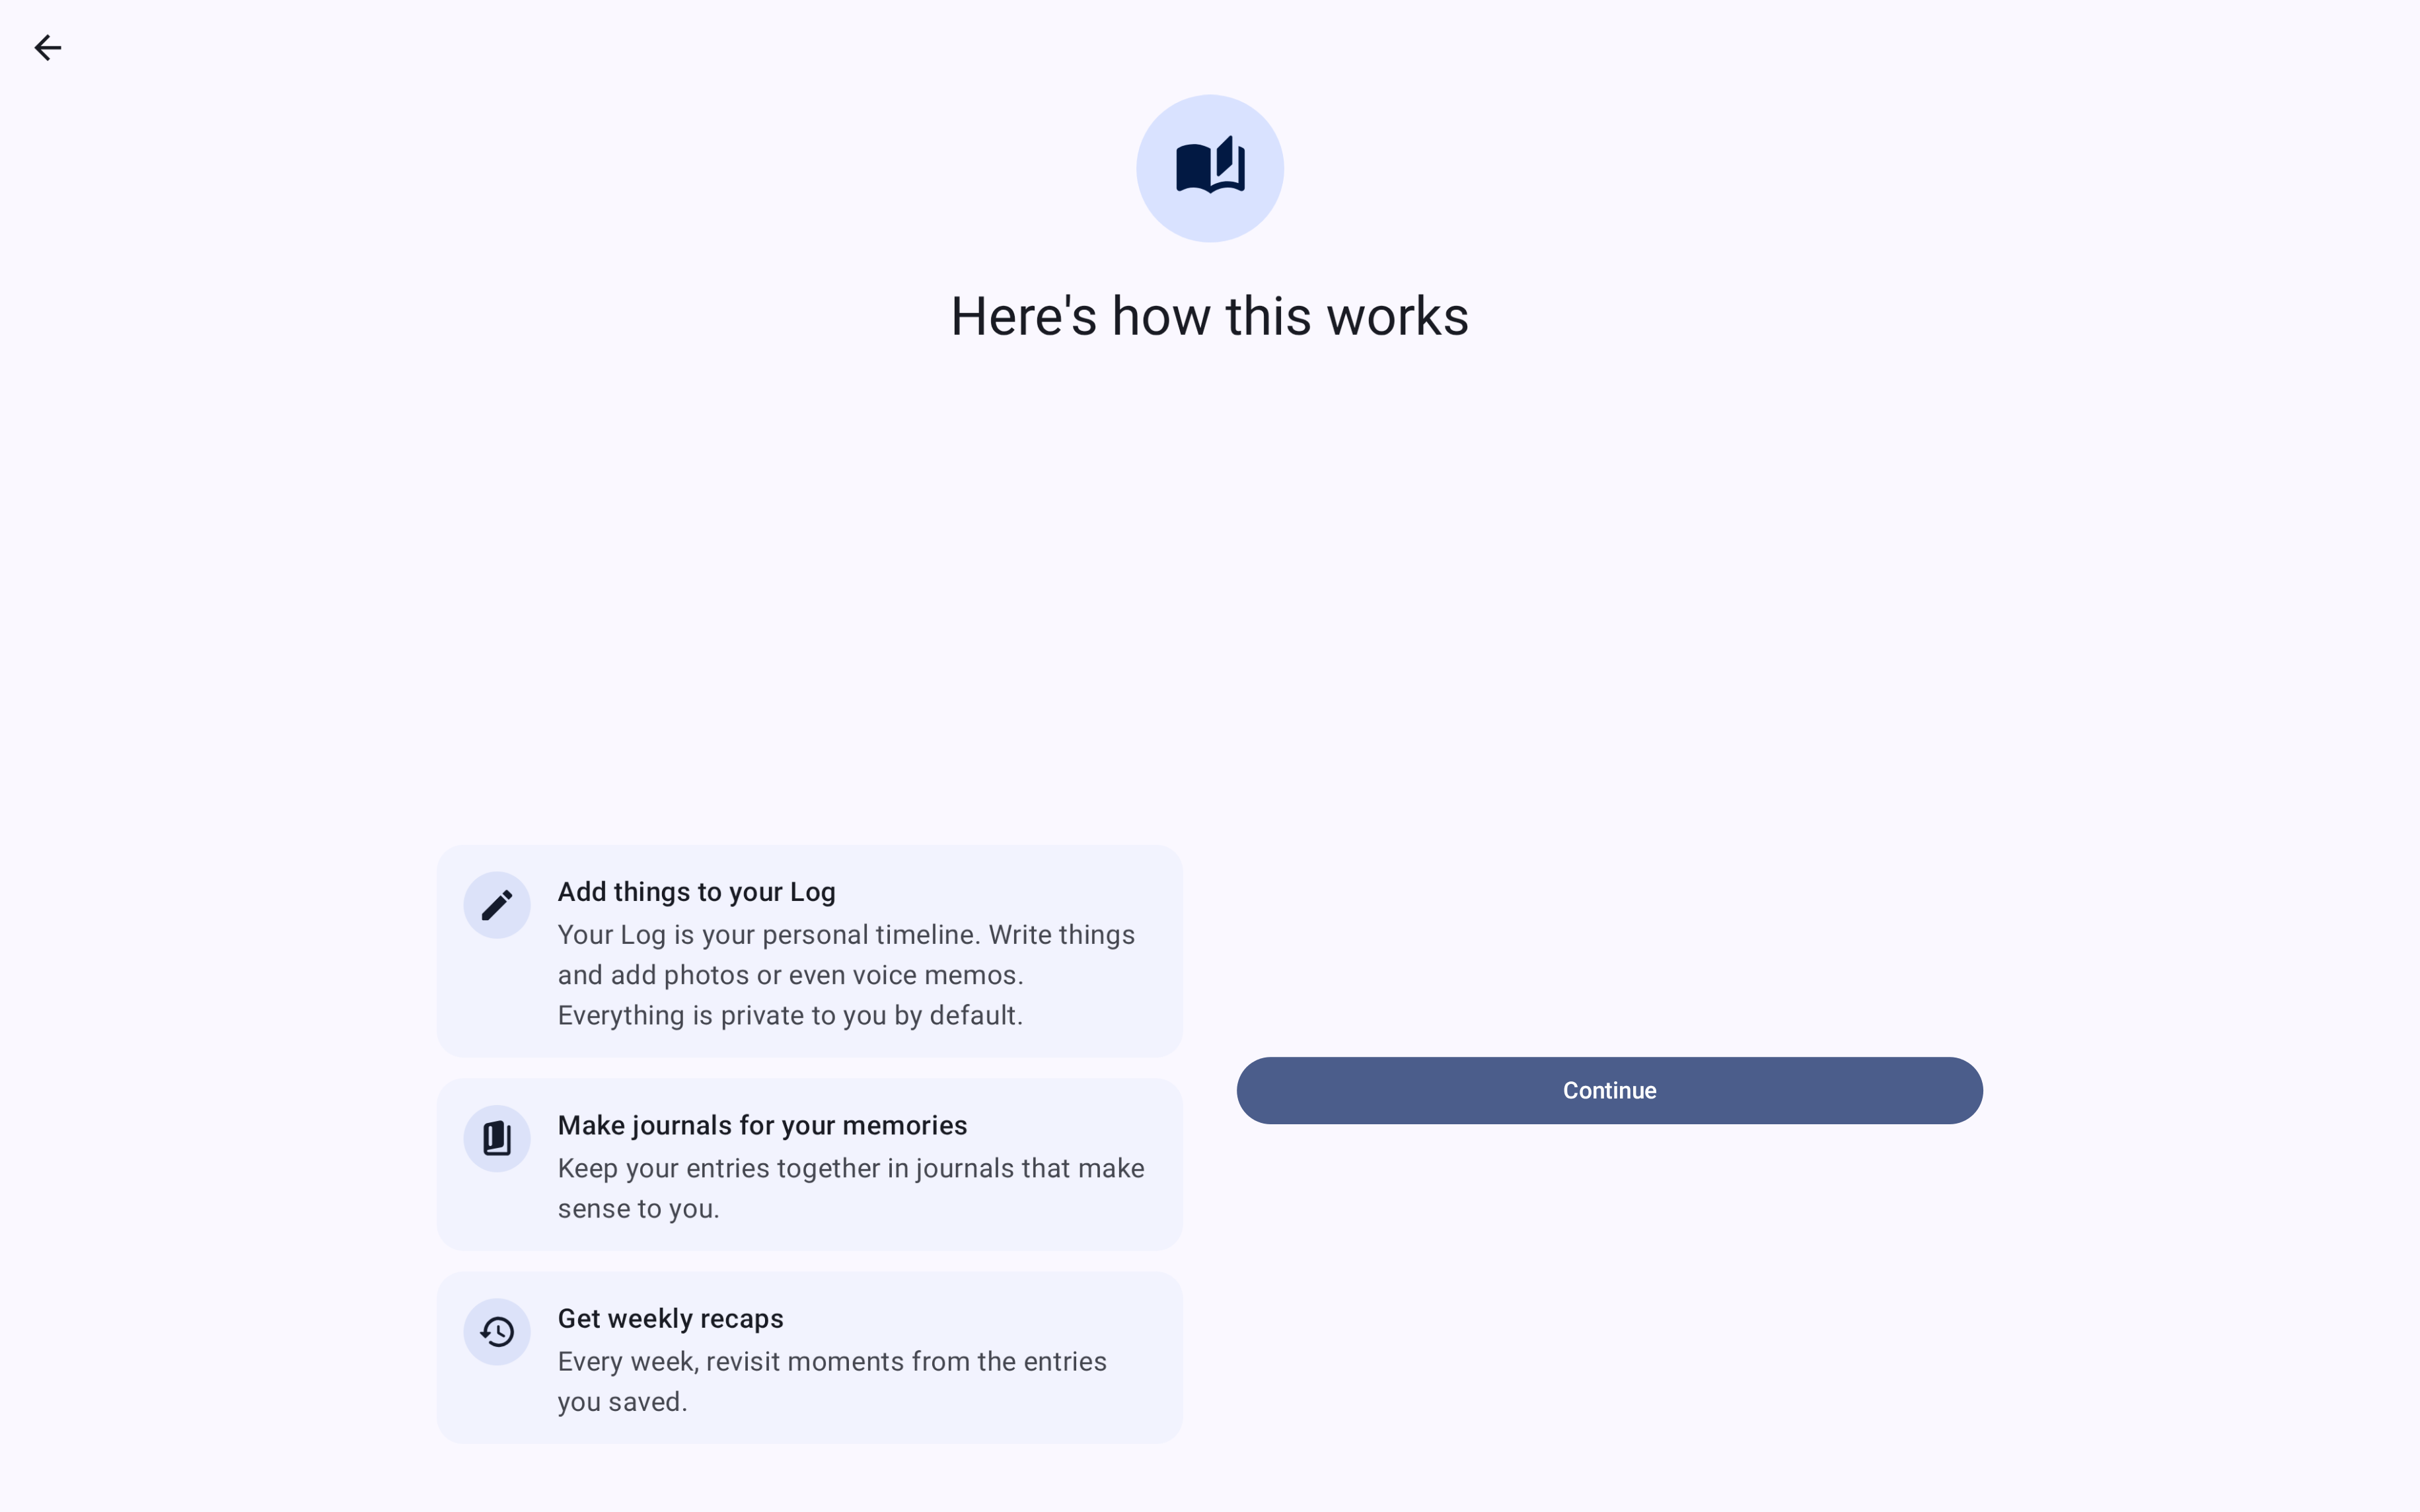 Here's how this works
Add things to your Log
Your Log is your personal timeline. Write things
and add photos or even voice memos.
Everything is private to you by default.
Make journals for your memories
Keep your entries together in journals that make
sense to you.
Get weekly recaps
Every week, revisit moments from the entries
you saved.
Continue